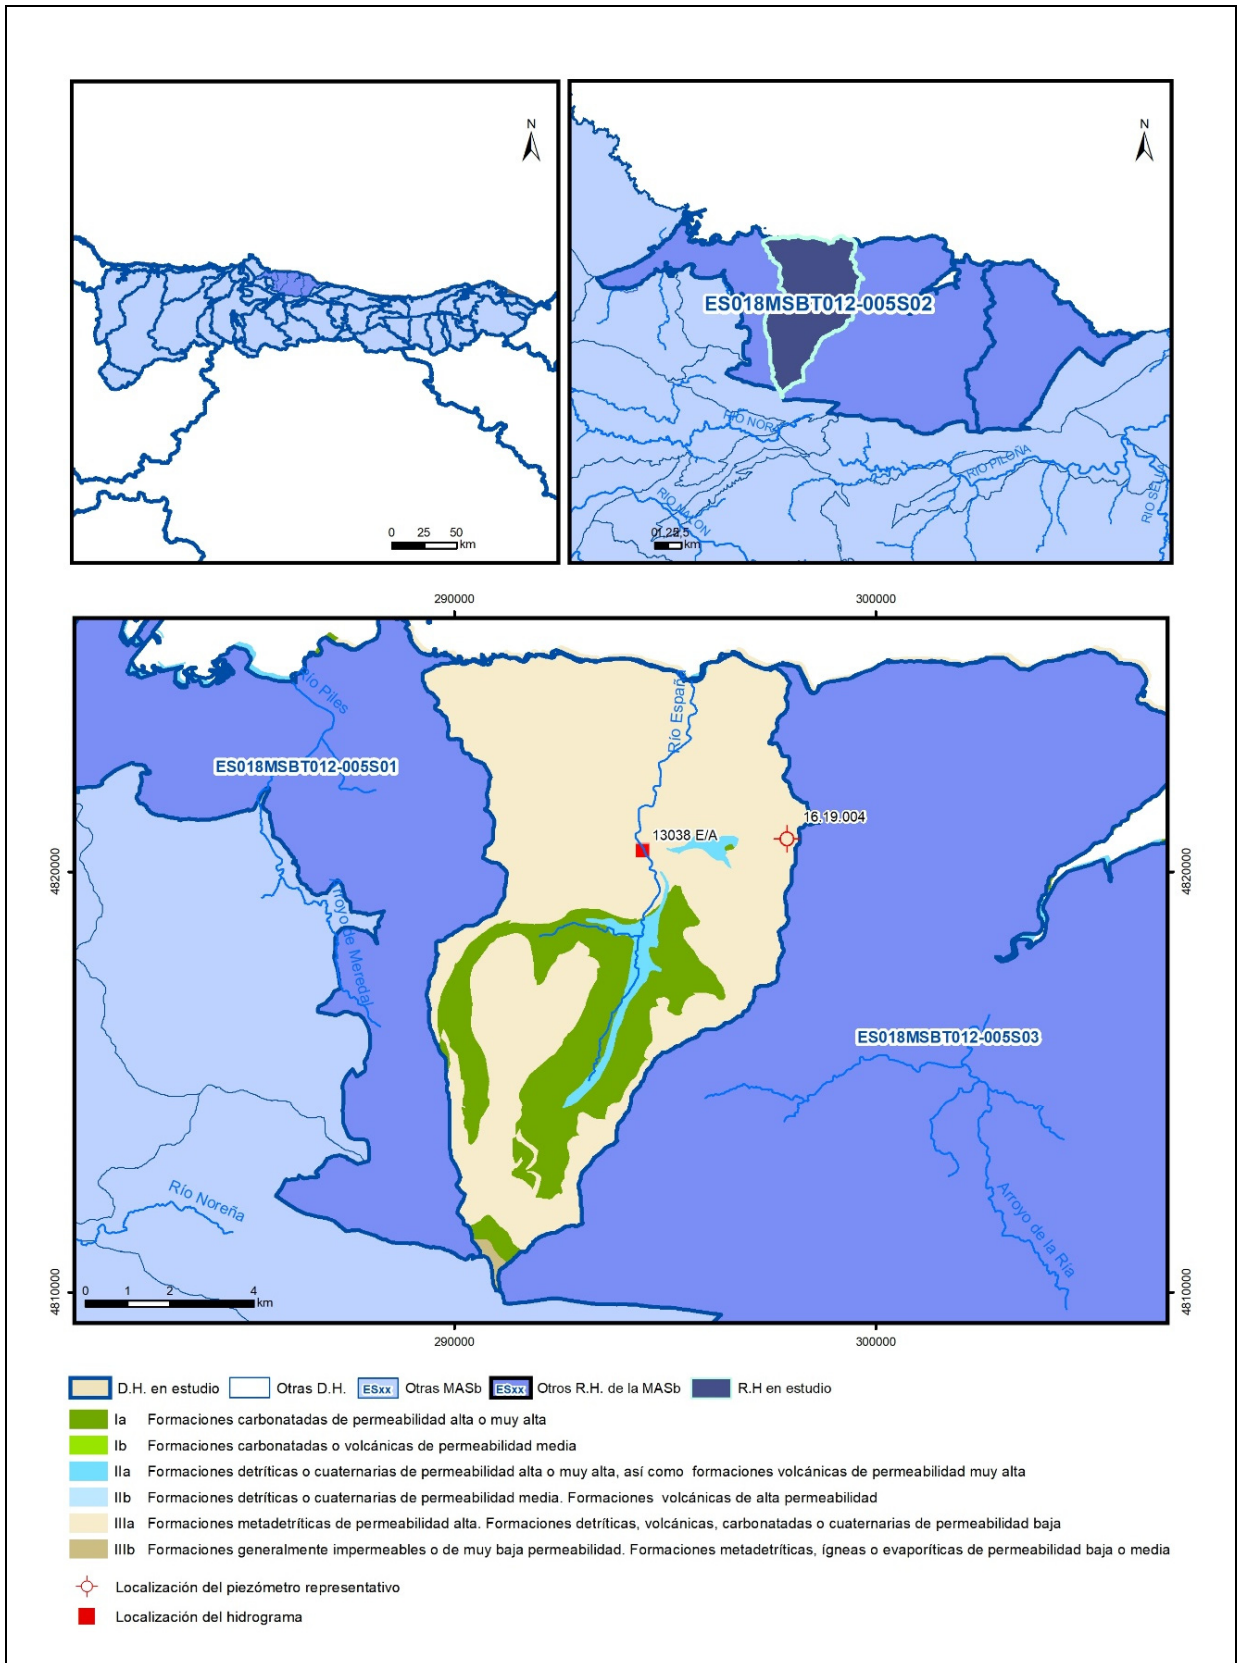 N
0 25 50
km
N
ES018MSBT012-005S02
RÍO NORA
RÍO PILOÑA
RÍO NALON
RÍO SELLA
km
290000
300000
Río Piles
Río Españ
ES018MSBT012-005S01
16.19.004
13038 E/A
4820000
4820000
rroyo de Meredal
ES018MSBT012-005S03
Río Noreña
Arroyo de la Ría
4810000
4810000
0 1 2 4
km
290000
300000
D.H. en estudio
Otras D.H.
ESxx Otras MASb
ESxx Otros R.H. de la MASb
R.H en estudio
Ia Formaciones carbonatadas de permeabilidad alta o muy alta
Ib Formaciones carbonatadas o volcánicas de permeabilidad media
IIa Formaciones detríticas o cuaternarias de permeabilidad alta o muy alta, así como formaciones volcánicas de permeabilidad muy alta
IIb Formaciones detríticas o cuaternarias de permeabilidad media. Formaciones volcánicas de alta permeabilidad
IIIa Formaciones metadetríticas de permeabilidad alta. Formaciones detríticas, volcánicas, carbonatadas o cuaternarias de permeabilidad baja
IIIb Formaciones generalmente impermeables o de muy baja permeabilidad. Formaciones metadetríticas, ígneas o evaporíticas de permeabilidad baja o media
Localización del piezómetro representativo
Localización del hidrograma